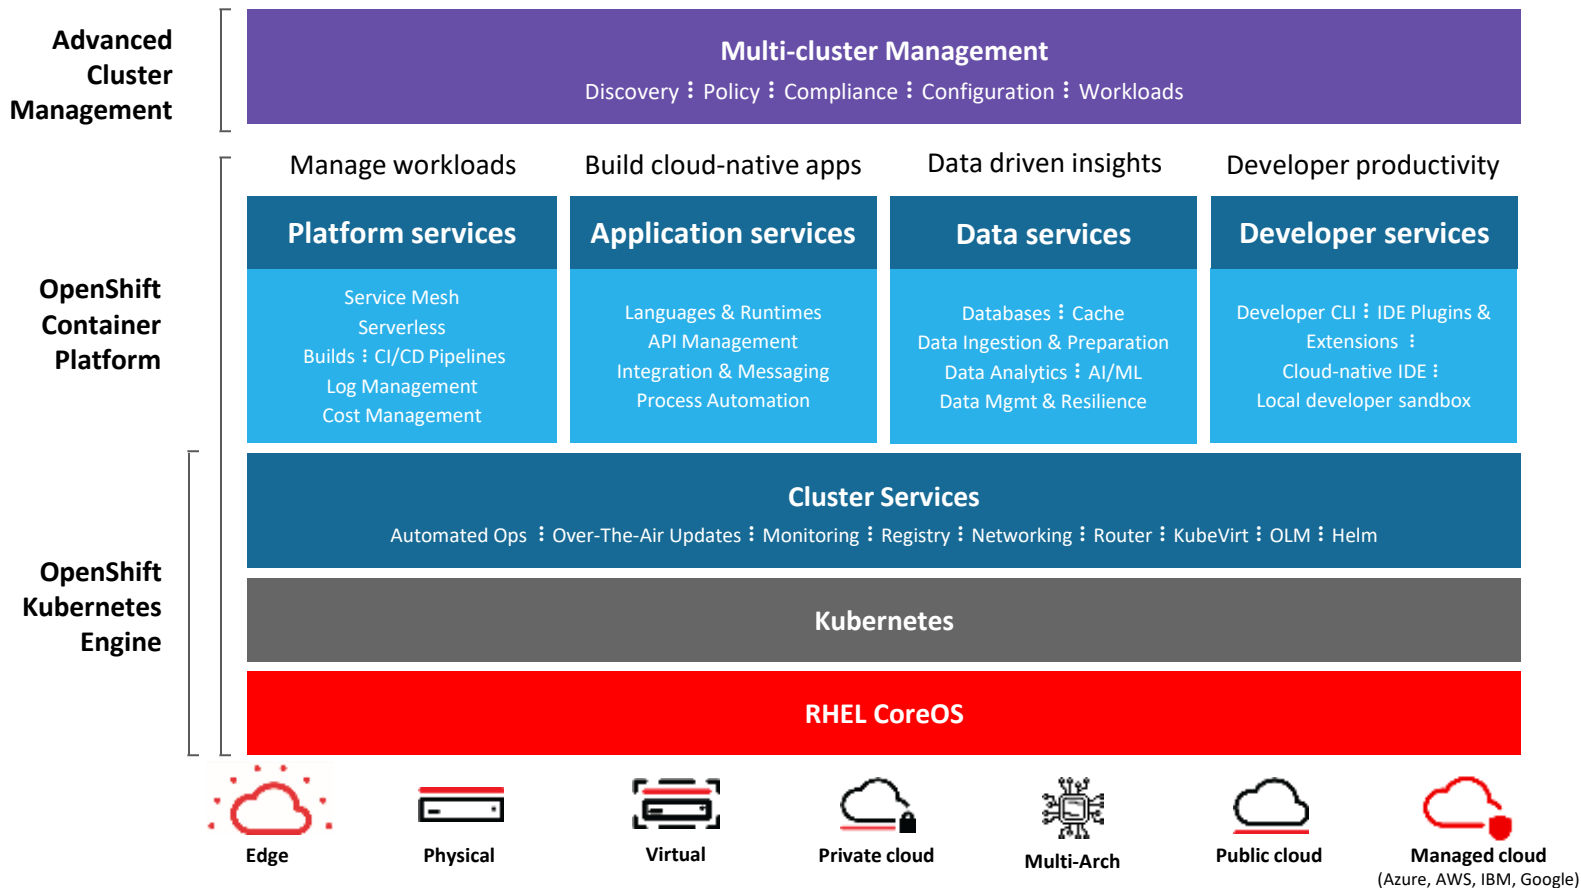 Advanced
Cluster
Management
Multi-cluster Management
Discovery ⋮ Policy ⋮ Compliance ⋮ Configuration ⋮ Workloads
OpenShift
Container
Platform
Manage workloads
Platform services
Service Mesh
Serverless
Builds ⋮ CI/CD Pipelines
Log Management
Cost Management
Build cloud-native apps
Application services
Languages & Runtimes
API Management
Integration & Messaging
Process Automation
Data driven insights
Data services
Databases ⋮ Cache
Data Ingestion & Preparation
Data Analytics ⋮ AI/ML
Data Mgmt & Resilience
Developer productivity
Developer services
Developer CLI ⋮ IDE Plugins &
Extensions ⋮
Cloud-native IDE ⋮
Local developer sandbox
OpenShift
Kubernetes
Engine
Cluster Services
Automated Ops ⋮ Over-The-Air Updates ⋮ Monitoring ⋮ Registry ⋮ Networking ⋮ Router ⋮ KubeVirt ⋮ OLM ⋮ Helm
Kubernetes
RHEL CoreOS
Edge
Physical
Virtual
Private cloud
Multi-Arch
Public cloud
Managed cloud
(Azure, AWS, IBM, Google)